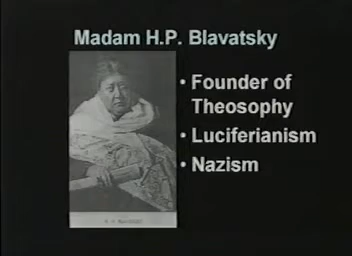 Madam H.P. Blavatsky
• Founder of
Theosophy
• Luciferianism
• Nazism